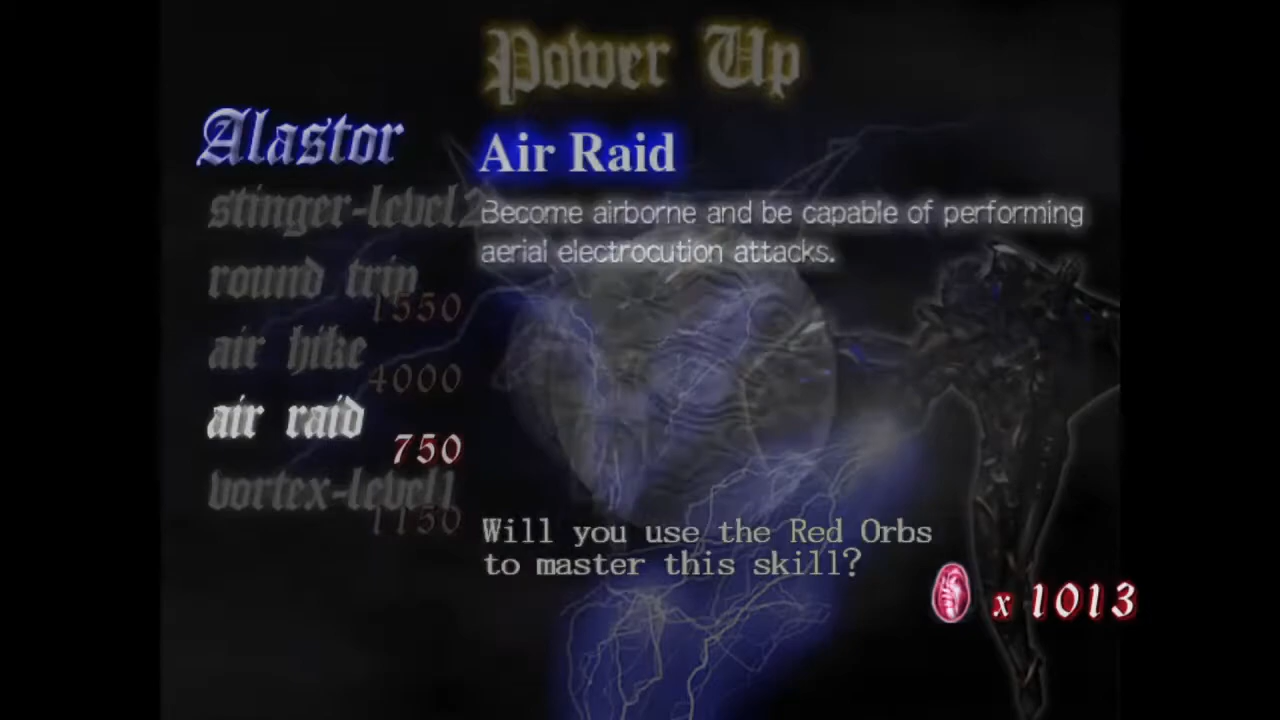 Power Up
Alastor
Air Raid
stinger-level2
Become airborne and be capable of performing
aerial electrocution attacks.
round trip
1550
air hike
4000
air raid
750
vortex-level1
1150
Will you use the Red Orbs
to master this skill?
x 1013